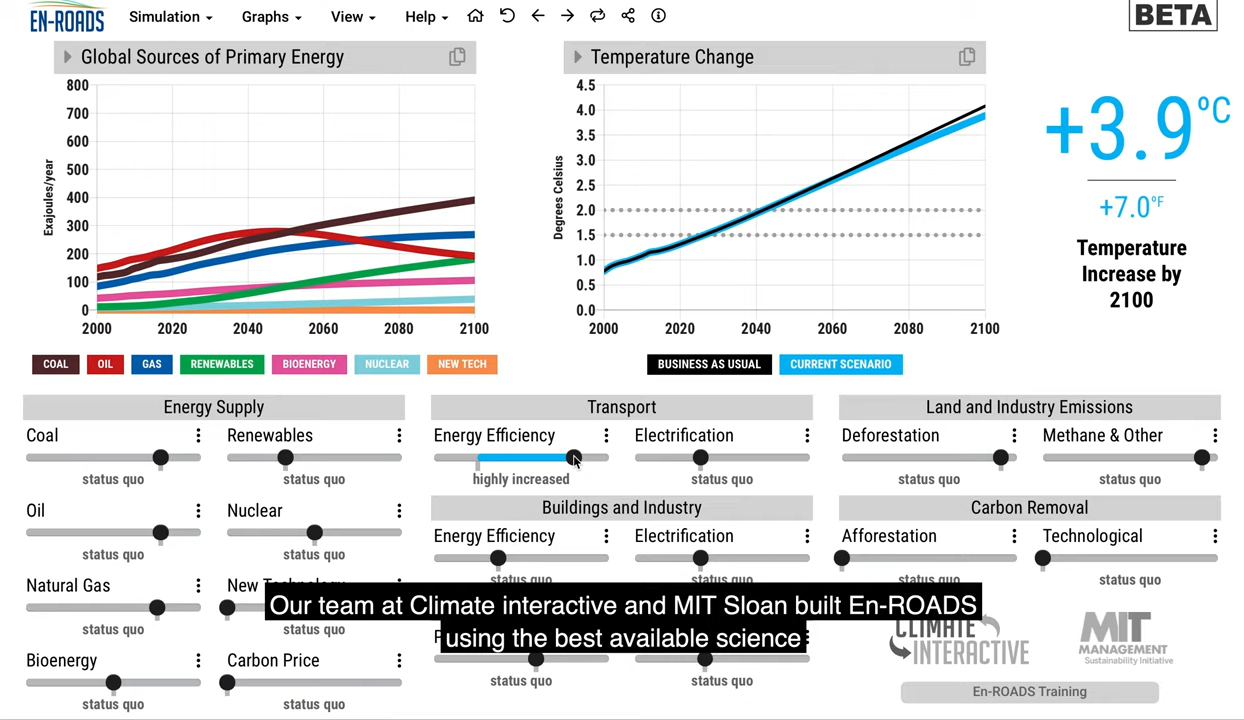 EN-ROADS
Simulation
Graphs
View
Help
BETA
Global Sources of Primary Energy
Exajoules/year
800
700
600
500
400
300
200
100
0
2000 2020 2040 2060 2080 2100
COAL OIL GAS RENEWABLES BIOENERGY NUCLEAR NEW TECH
Temperature Change
Degrees Celsius
4.5
4.0
3.5
3.0
2.5
2.0
1.5
1.0
0.5
0.0
2000 2020 2040 2060 2080 2100
BUSINESS AS USUAL CURRENT SCENARIO
+3.9°C
+7.0°F
Temperature
Increase by
2100
Energy Supply
Coal
status quo
Renewables
status quo
Oil
status quo
Nuclear
status quo
Natural Gas
status quo
New Technology
Bioenergy
status quo
Carbon Price
status quo
Transport
Energy Efficiency
highly increased
Electrification
status quo
Buildings and Industry
Energy Efficiency
status quo
Electrification
status quo
status quo
status quo
Land and Industry Emissions
Deforestation
status quo
Methane & Other
status quo
Carbon Removal
Afforestation
status quo
Technological
status quo
Our team at Climate interactive and MIT Sloan built En-ROADS
using the best available science
CLIMATE
INTERACTIVE
MIT
MANAGEMENT
Sustainability Initiative
En-ROADS Training